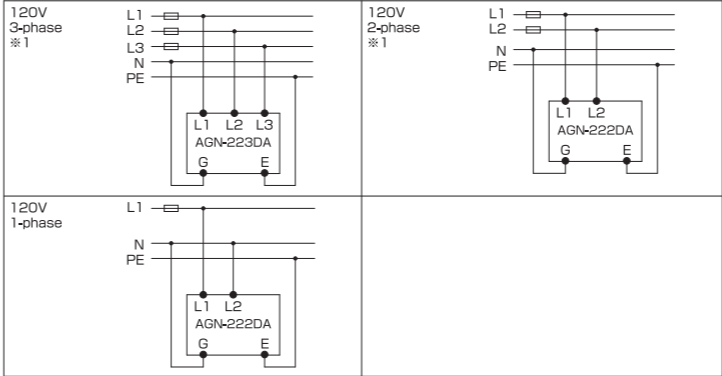 120V
3-phase
※1
L1
L2
L3
N
PE
L1 L2 L3
AGN-223DA
G E
120V
2-phase
※1
L1
L2
N
PE
L1 L2
AGN-222DA
G E
120V
1-phase
L1
N
PE
L1 L2
AGN-222DA
G E